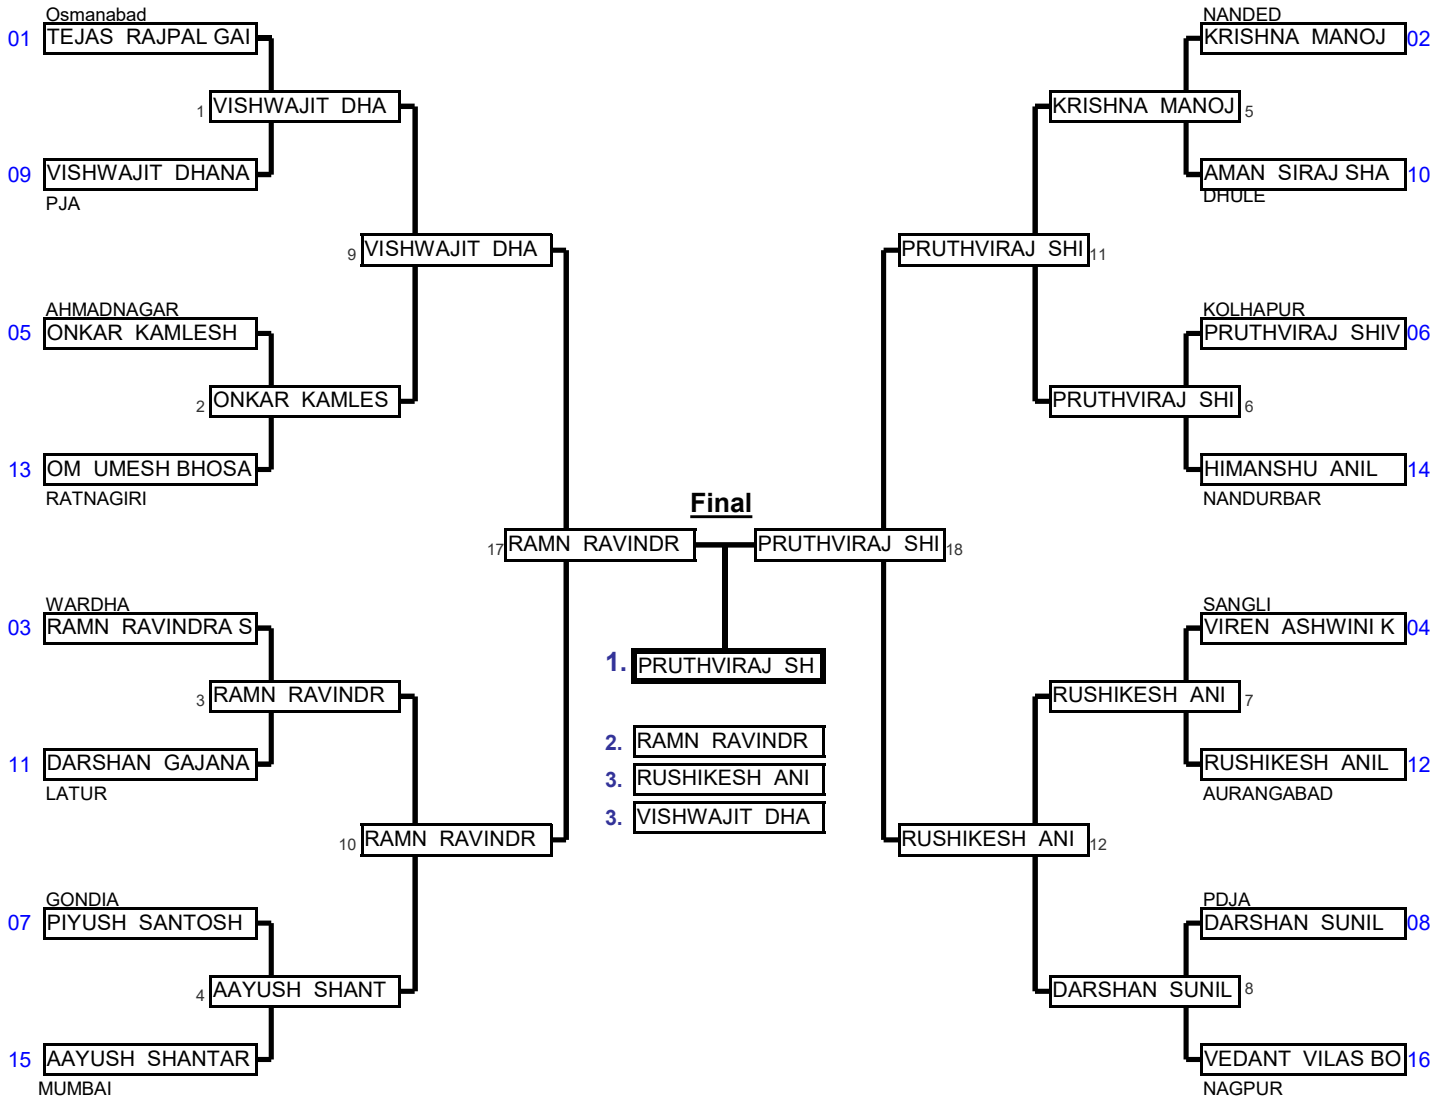 Osmanabad
01 TEJAS RAJPAL GAI
1 VISHWAJIT DHA
09 VISHWAJIT DHANA
PJA
9 VISHWAJIT DHA
AHMADNAGAR
05 ONKAR KAMLESH
2 ONKAR KAMLES
13 OM UMESH BHOSA
RATNAGIRI
17 RAMN RAVINDR
WARDHA
03 RAMN RAVINDRA S
3 RAMN RAVINDR
11 DARSHAN GAJANA
LATUR
10 RAMN RAVINDR
GONDIA
07 PIYUSH SANTOSH
4 AAYUSH SHANT
15 AAYUSH SHANTAR
MUMBAI
Final
1. PRUTHVIRAJ SH
2. RAMN RAVINDR
3. RUSHIKESH ANI
3. VISHWAJIT DHA
NANDED
KRISHNA MANOJ 02
KRISHNA MANOJ 5
AMAN SIRAJ SHA 10
DHULE
PRUTHVIRAJ SHI 11
KOLHAPUR
PRUTHVIRAJ SHIV 06
PRUTHVIRAJ SHI 6
HIMANSHU ANIL 14
NANDURBAR
PRUTHVIRAJ SHI 18
SANGLI
VIREN ASHWINI K 04
RUSHIKESH ANI 7
RUSHIKESH ANIL 12
AURANGABAD
RUSHIKESH ANI 12
PDJA
DARSHAN SUNIL 08
DARSHAN SUNIL 8
VEDANT VILAS BO 16
NAGPUR